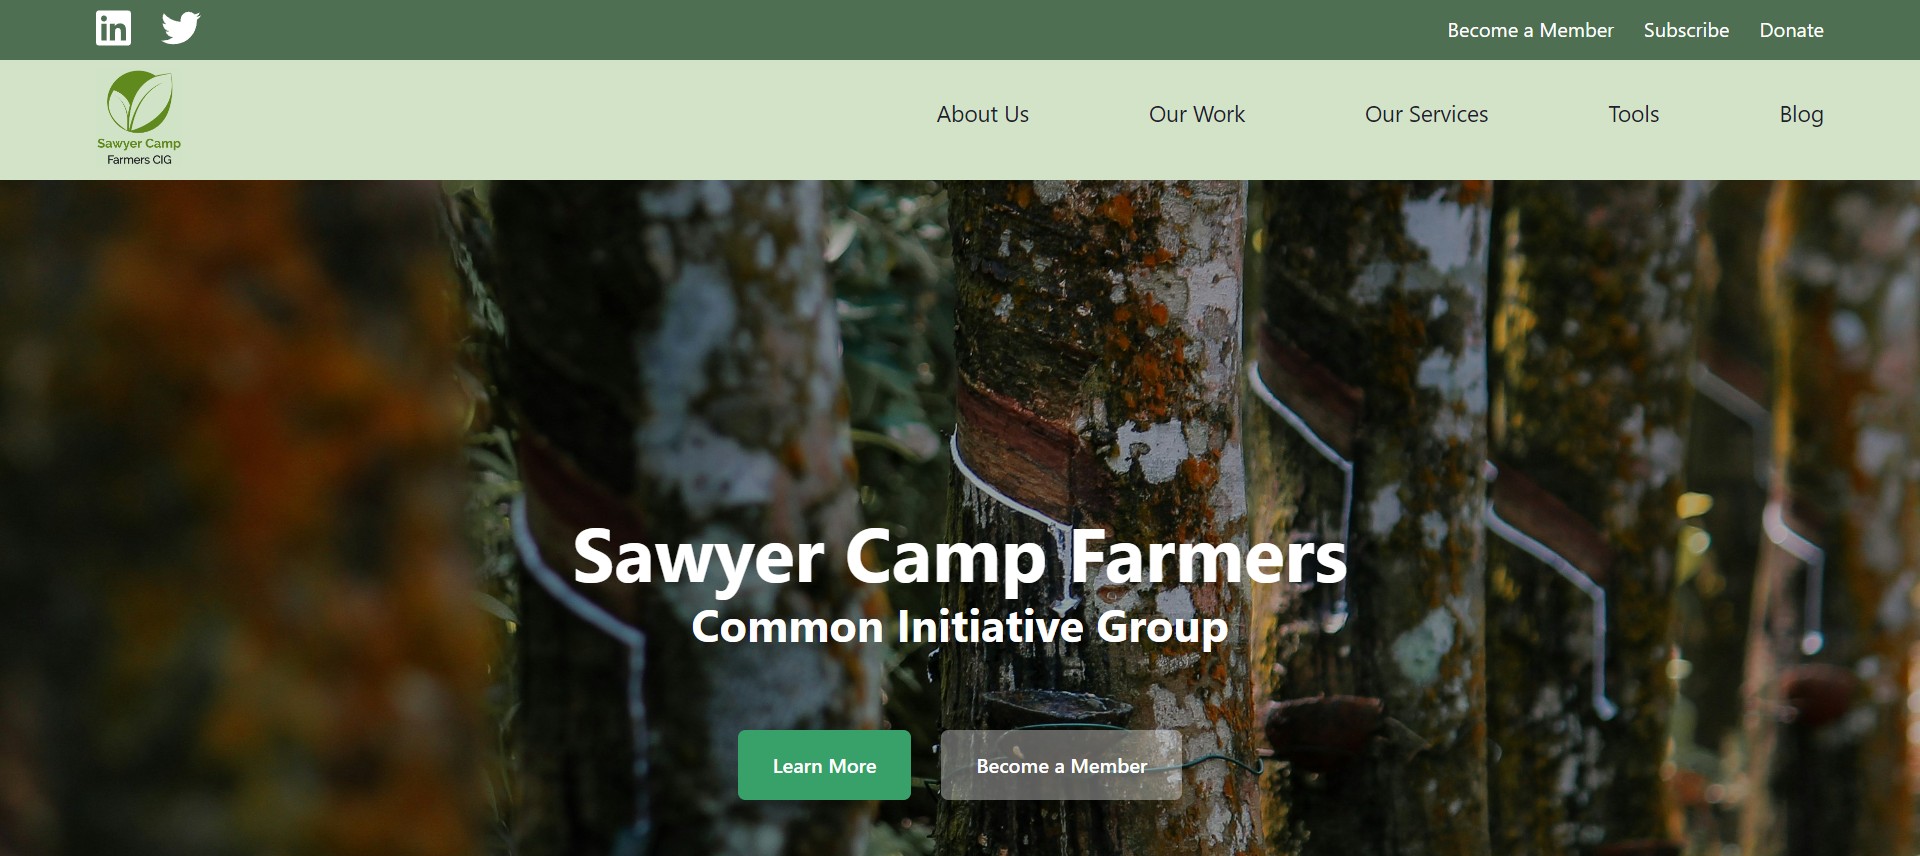 Become a Member Subscribe Donate
Sawyer Camp
Farmers CIG
About Us Our Work Our Services Tools Blog
Sawyer Camp Farmers
Common Initiative Group
Learn More Become a Member